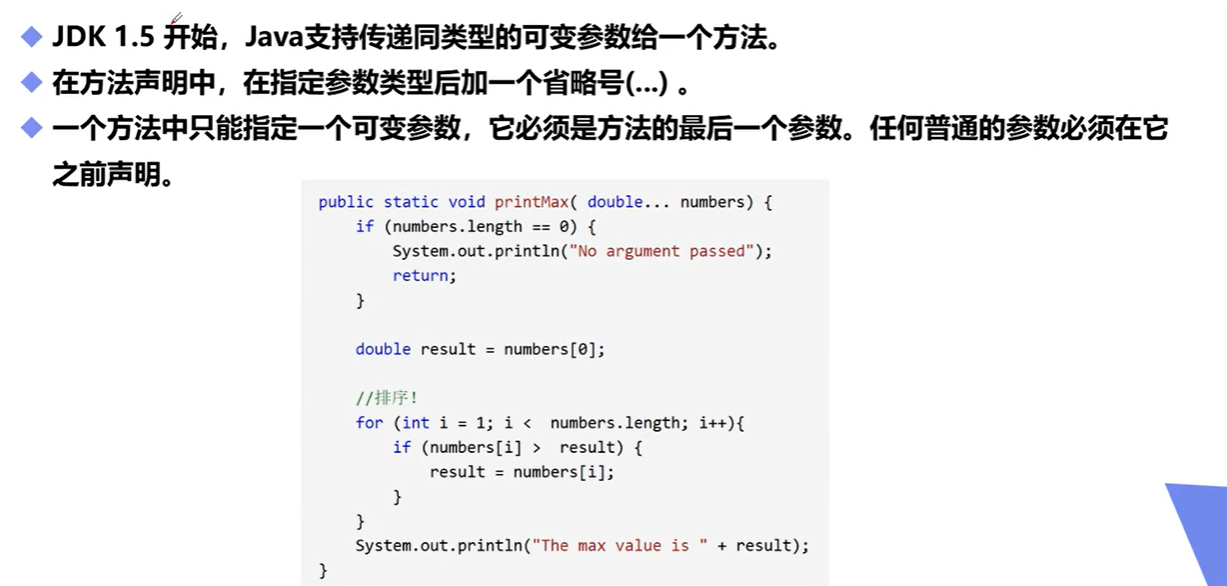 JDK 1.5 开始，Java支持传递同类型的可变参数给一个方法。
在方法声明中，在指定参数类型后加一个省略号(...) 。
一个方法中只能指定一个可变参数，它必须是方法的最后一个参数。任何普通的参数必须在它
之前声明。
public static void printMax( double... numbers) {
    if (numbers.length == 0) {
        System.out.println("No argument passed");
        return;
    }
    double result = numbers[0];
    //排序！
    for (int i = 1; i <  numbers.length; i++){
        if (numbers[i] >  result) {
            result = numbers[i];
        }
    }
    System.out.println("The max value is " + result);
}